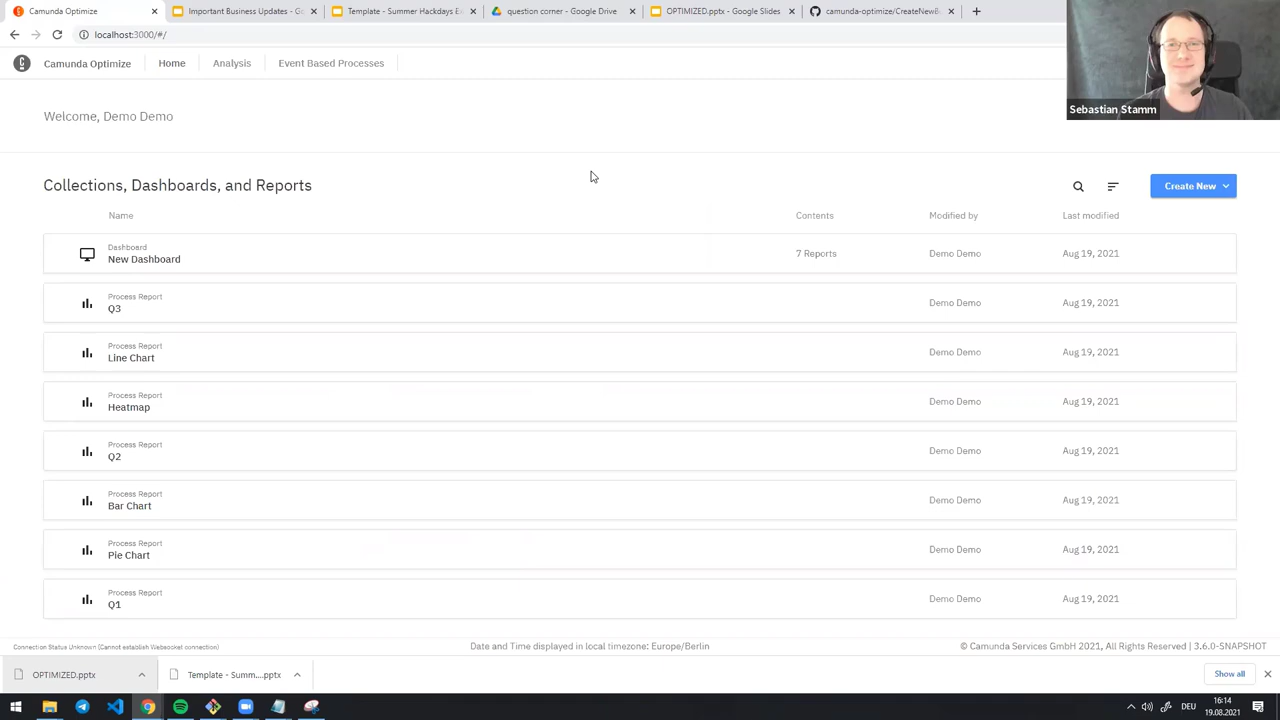 Camunda Optimize
Important Business Updates - G
Template - Summer Hackdays E
question corner - Google Drive
OPTIMIZED.pptx - Google Slides
camunda-optimize/CreateNewB
localhost:3000/#/
Camunda Optimize
Home
Analysis
Event Based Processes
Sebastian Stamm
Welcome, Demo Demo
Collections, Dashboards, and Reports
Create New
Name
Contents
Modified by
Last modified
Dashboard
New Dashboard
7 Reports
Demo Demo
Aug 19, 2021
Process Report
Q3
Demo Demo
Aug 19, 2021
Process Report
Line Chart
Demo Demo
Aug 19, 2021
Process Report
Heatmap
Demo Demo
Aug 19, 2021
Process Report
Q2
Demo Demo
Aug 19, 2021
Process Report
Bar Chart
Demo Demo
Aug 19, 2021
Process Report
Pie Chart
Demo Demo
Aug 19, 2021
Process Report
Q1
Demo Demo
Aug 19, 2021
Connection Status Unknown (Cannot establish Websocket connection)
Date and Time displayed in local timezone: Europe/Berlin
© Camunda Services GmbH 2021, All Rights Reserved | 3.6.0-SNAPSHOT
OPTIMIZED.pptx
Template - Summ....pptx
Show all
DEU
16:14
19.08.2021